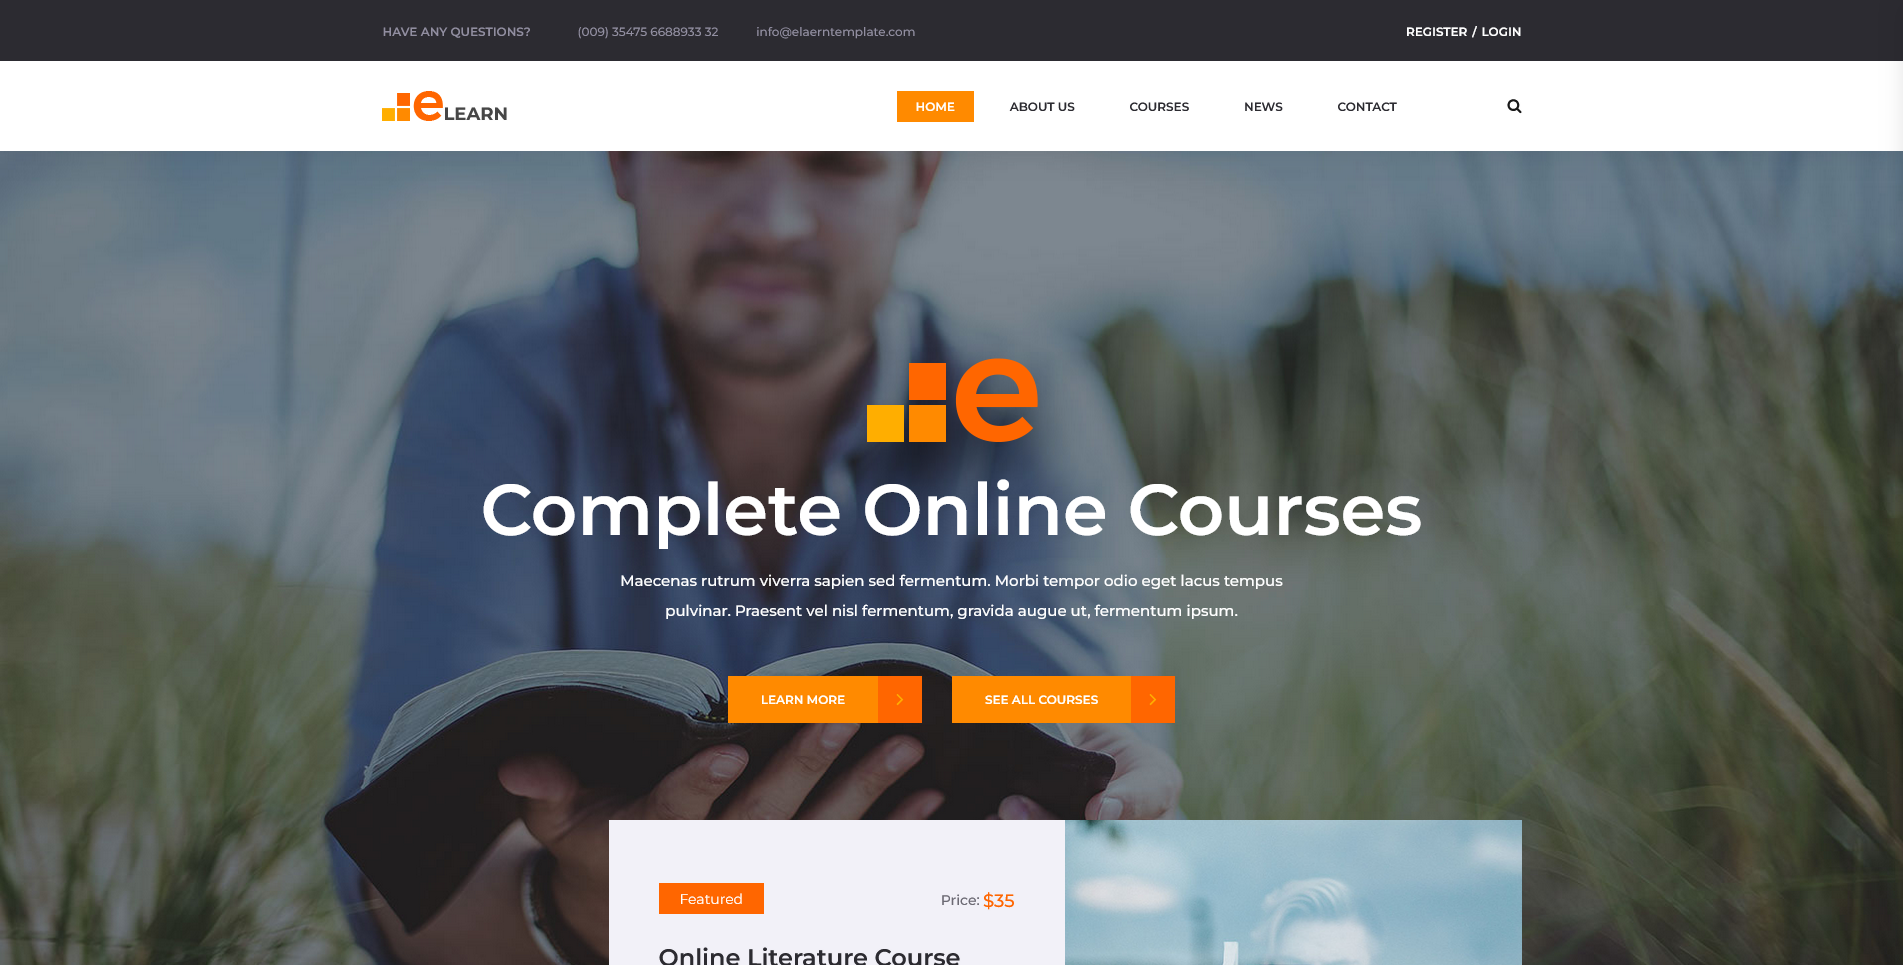 HAVE ANY QUESTIONS? (009) 35475 6688933 32 info@elaerntemplate.com REGISTER / LOGIN
eLEARN HOME ABOUT US COURSES NEWS CONTACT
e
Complete Online Courses
Maecenas rutrum viverra sapien sed fermentum. Morbi tempor odio eget lacus tempus
pulvinar. Praesent vel nisl fermentum, gravida augue ut, fermentum ipsum.
LEARN MORE SEE ALL COURSES
Featured Price: $35
Online Literature Course